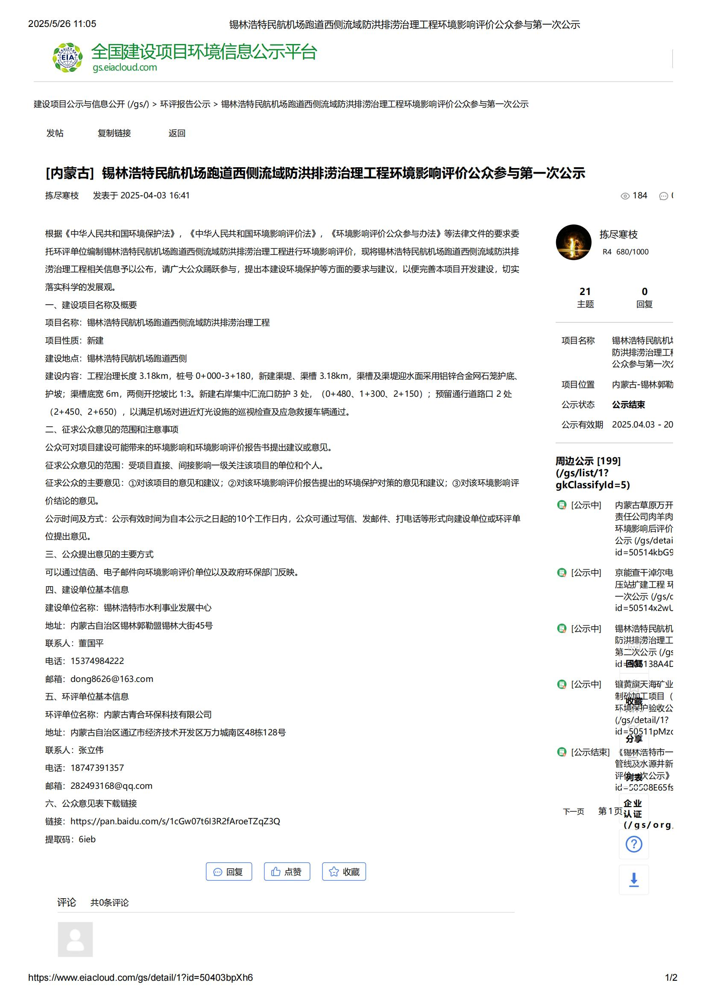 2025/5/26 11:05
锡林浩特民航机场跑道西侧流域防洪排涝治理工程环境影响评价公众参与第一次公示
EIA
全国建设项目环境信息公示平台
gs.eiacloud.com
建设项目公示与信息公开 (/gs/) > 环评报告公示 > 锡林浩特民航机场跑道西侧流域防洪排涝治理工程环境影响评价公众参与第一次公示
发帖 复制链接 返回
[内蒙古] 锡林浩特民航机场跑道西侧流域防洪排涝治理工程环境影响评价公众参与第一次公示
拣尽寒枝 发表于 2025-04-03 16:41
184
根据《中华人民共和国环境保护法》，《中华人民共和国环境影响评价法》，《环境影响评价公众参与办法》等法律文件的要求委
托环评单位编制锡林浩特民航机场跑道西侧流域防洪排涝治理工程进行环境影响评价，现将锡林浩特民航机场跑道西侧流域防洪排
涝治理工程相关信息予以公布，请广大公众踊跃参与，提出本建设环境保护等方面的要求与建议，以便完善本项目开发建设，切实
落实科学的发展观。
一、建设项目名称及概要
项目名称：锡林浩特民航机场跑道西侧流域防洪排涝治理工程
项目性质：新建
建设地点：锡林浩特民航机场跑道西侧
建设内容：工程治理长度 3.18km，桩号 0+000-3+180，新建渠堤、渠槽 3.18km，渠槽及渠堤迎水面采用铝锌合金网石笼护底、
护坡；渠槽底宽 6m，两侧开挖坡比 1:3。新建右岸集中汇流口防护 3 处，（0+480、1+300、2+150）；预留通行道路口 2 处
（2+450、2+650），以满足机场对进近灯光设施的巡视检查及应急救援车辆通过。
二、征求公众意见的范围和注意事项
公众可对项目建设可能带来的环境影响和环境影响评价报告书提出建议或意见。
征求公众意见的范围：受项目直接、间接影响一级关注该项目的单位和个人。
征求公众的主要意见：①对该项目的意见和建议；②对该环境影响评价报告提出的环境保护对策的意见和建议；③对该环境影响评
价结论的意见。
公示时间及方式：公示有效时间为自本公示之日起的10个工作日内，公众可通过写信、发邮件、打电话等形式向建设单位或环评单
位提出意见。
三、公众提出意见的主要方式
可以通过信函、电子邮件向环境影响评价单位以及政府环保部门反映。
四、建设单位基本信息
建设单位名称：锡林浩特市水利事业发展中心
地址：内蒙古自治区锡林郭勒盟锡林大街45号
联系人：董国平
电话：15374984222
邮箱：dong8626@163.com
五、环评单位基本信息
环评单位名称：内蒙古青合环保科技有限公司
地址：内蒙古自治区通辽市经济技术开发区万力城南区48栋128号
联系人：张立伟
电话：18747391357
邮箱：282493168@qq.com
六、公众意见表下载链接
链接：https://pan.baidu.com/s/1cGw07t6I3R2fAroeTZqZ3Q
提取码：6ieb
回复 点赞 收藏
评论 共0条评论
拣尽寒枝
R4 680/1000
21 0
主题 回复
项目名称 锡林浩特民航机场
防洪排涝治理工程
公众参与第一次公
项目位置 内蒙古-锡林郭勒
公示状态 公示结束
公示有效期 2025.04.03 - 20
周边公示 [199]
(/gs/list/1?
gkClassifyId=5)
[公示中] 内蒙古草原万开
责任公司肉羊肉
环境影响后评价
公示 (/gs/detai
id=50514kbG9
[公示中] 京能查干淖尔电
压站扩建工程 环
一次公示 (/gs/d
id=50514x2wU
[公示中] 锡林浩特民航机
防洪排涝治理工
第二次公示 (/gs
138A4D
回复
[公示中] 镶黄旗天海矿业
制砂加工项目（
收藏
环境保护验收公
(/gs/detail/1?
id=50511pMzc
分享
[公示结束] 《锡林浩特市一
管线及水源井新
次公示》
列表
id=50508E65fs
下一页 第1页
企业
认证
(/gs/org/
https://www.eiacloud.com/gs/detail/1?id=50403bpXh6
1/2